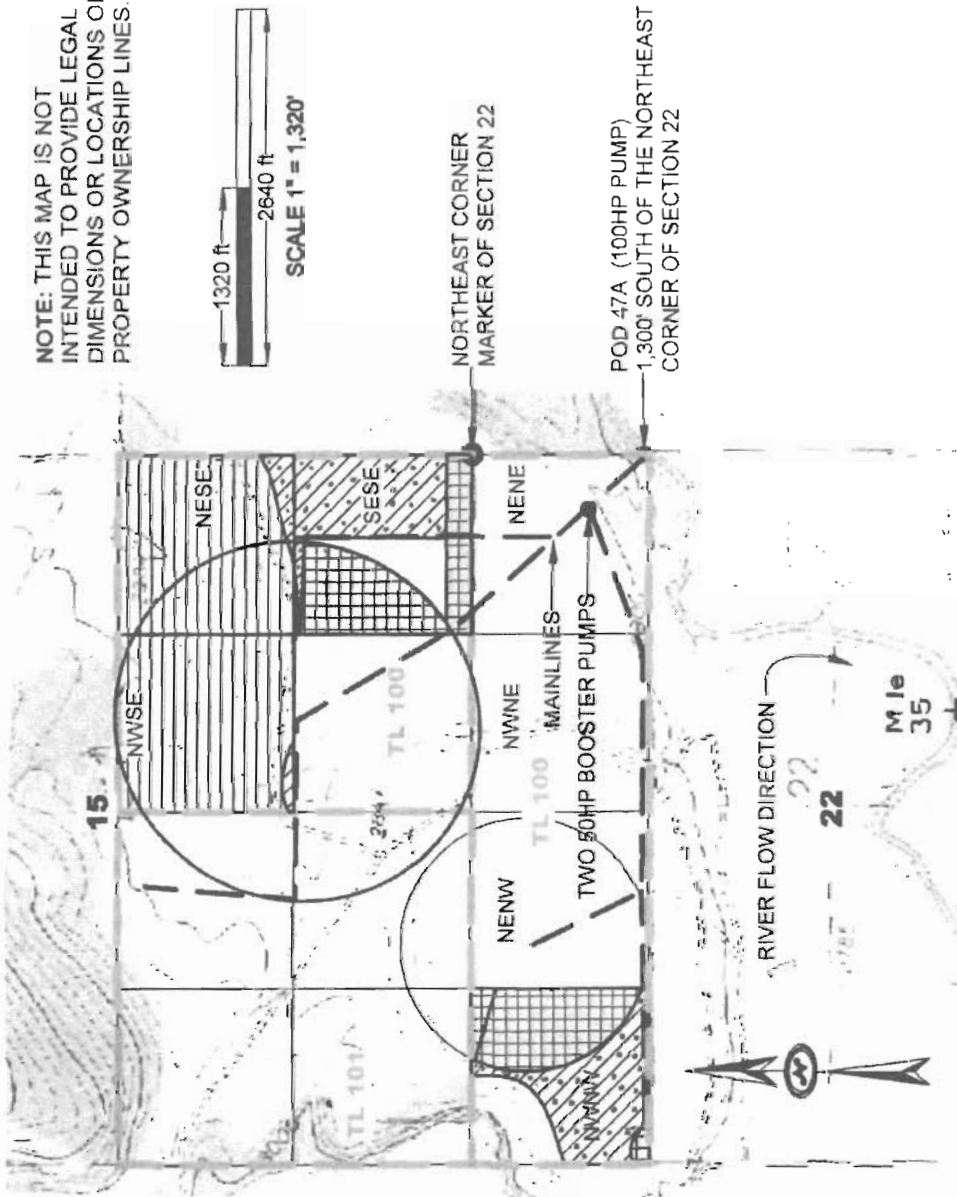 NOTE: THIS MAP IS NOT
INTENDED TO PROVIDE LEGAL
DIMENSIONS OR LOCATIONS OF
PROPERTY OWNERSHIP LINES.
1320 ft
2640 ft
SCALE 1" = 1,320'
NORTHEAST CORNER
MARKER OF SECTION 22
POD 47A (100HP PUMP)
1,300' SOUTH OF THE NORTHEAST
CORNER OF SECTION 22
15
NWSE
NESE
SESE
TL 100
TL 101
NENW
NWNE
NENE
NWNW
TL 100
MAINLINES
TWO 50HP BOOSTER PUMPS
RIVER FLOW DIRECTION
22
22
M le
35
N